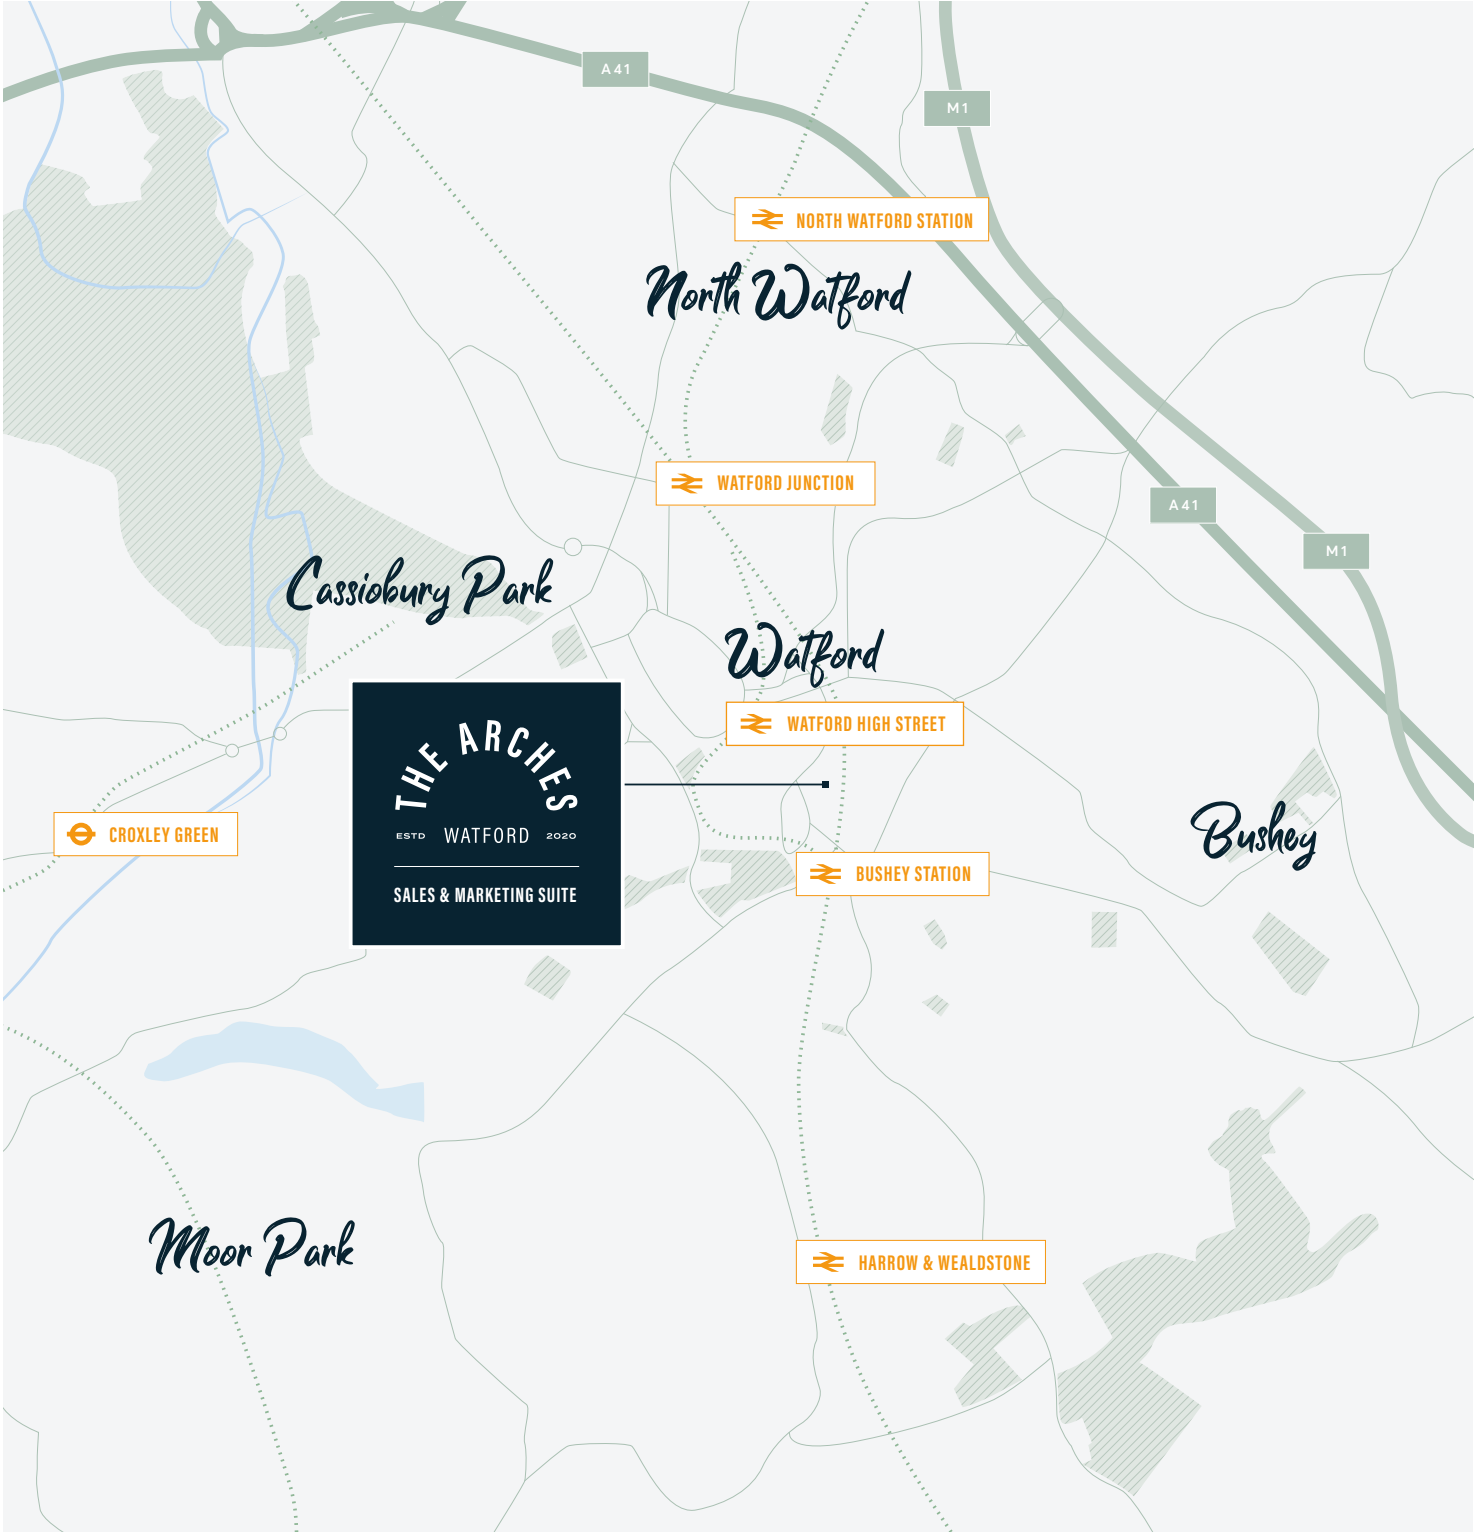 A41
M1
NORTH WATFORD STATION
North Watford
WATFORD JUNCTION
A41
M1
Cassiobury Park
Watford
WATFORD HIGH STREET
THE ARCHES
ESTD WATFORD 2020
SALES & MARKETING SUITE
CROXLEY GREEN
Bushey
BUSHEY STATION
Moor Park
HARROW & WEALDSTONE